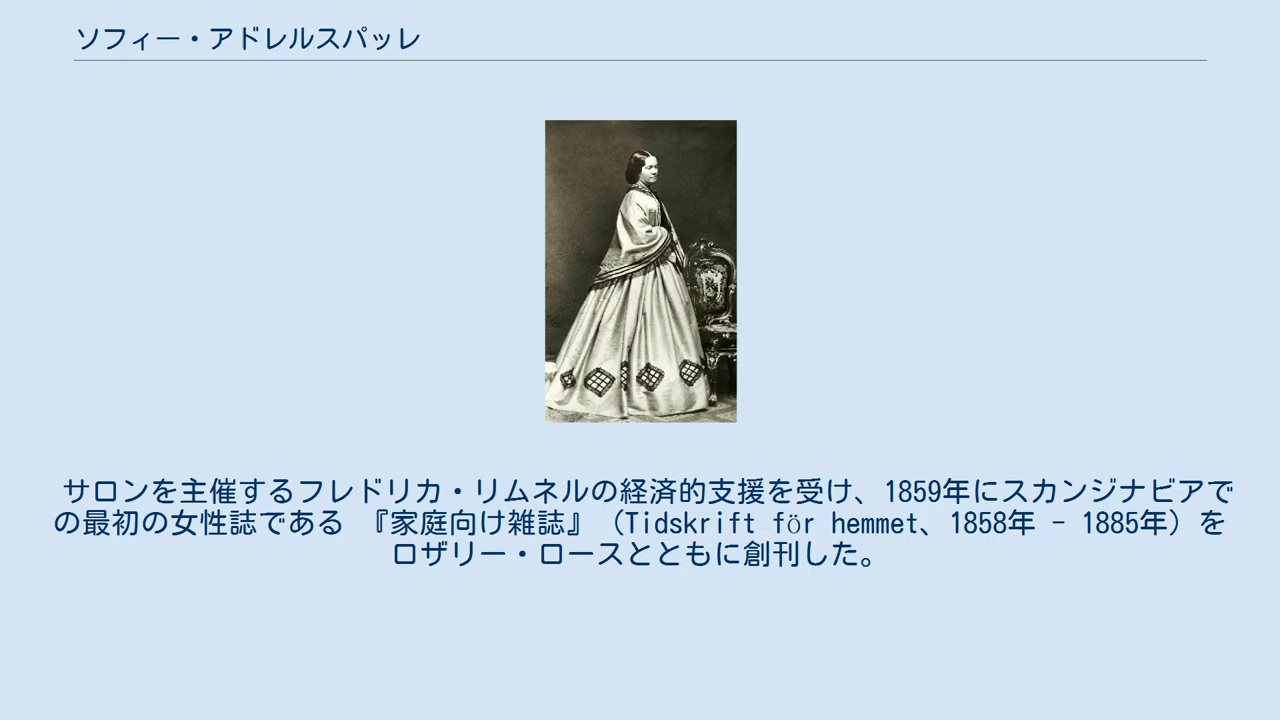 ソフィー・アドレルスパッレ
サロンを主催するフレドリカ・リムネルの経済的支援を受け、1859年にスカンジナビアで
の最初の女性誌である 『家庭向け雑誌』（Tidskrift för hemmet、1858年 - 1885年）を
ロザリー・ロースとともに創刊した。